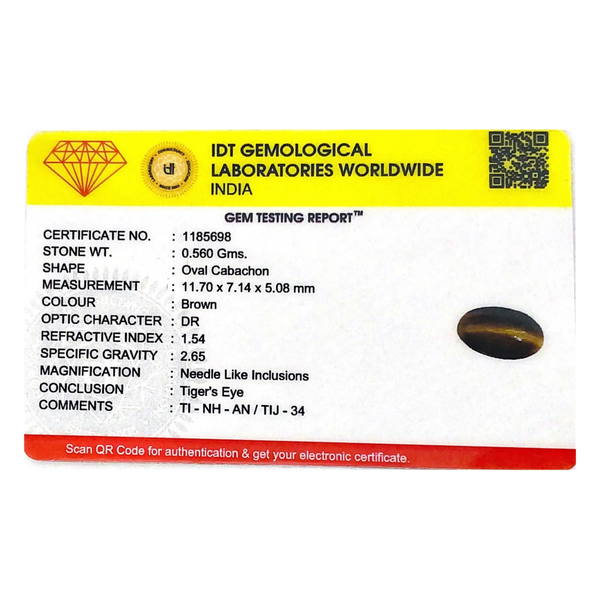 IDT GEMOLOGICAL
LABORATORIES WORLDWIDE
INDIA
GEM TESTING REPORT™
CERTIFICATE NO. : 1185698
STONE WT. : 0.560 Gms.
SHAPE : Oval Cabachon
MEASUREMENT : 11.70 x 7.14 x 5.08 mm
COLOUR : Brown
OPTIC CHARACTER : DR
REFRACTIVE INDEX : 1.54
SPECIFIC GRAVITY : 2.65
MAGNIFICATION : Needle Like Inclusions
CONCLUSION : Tiger's Eye
COMMENTS : TI - NH - AN / TIJ - 34
Scan QR Code for authentication & get your electronic certificate.